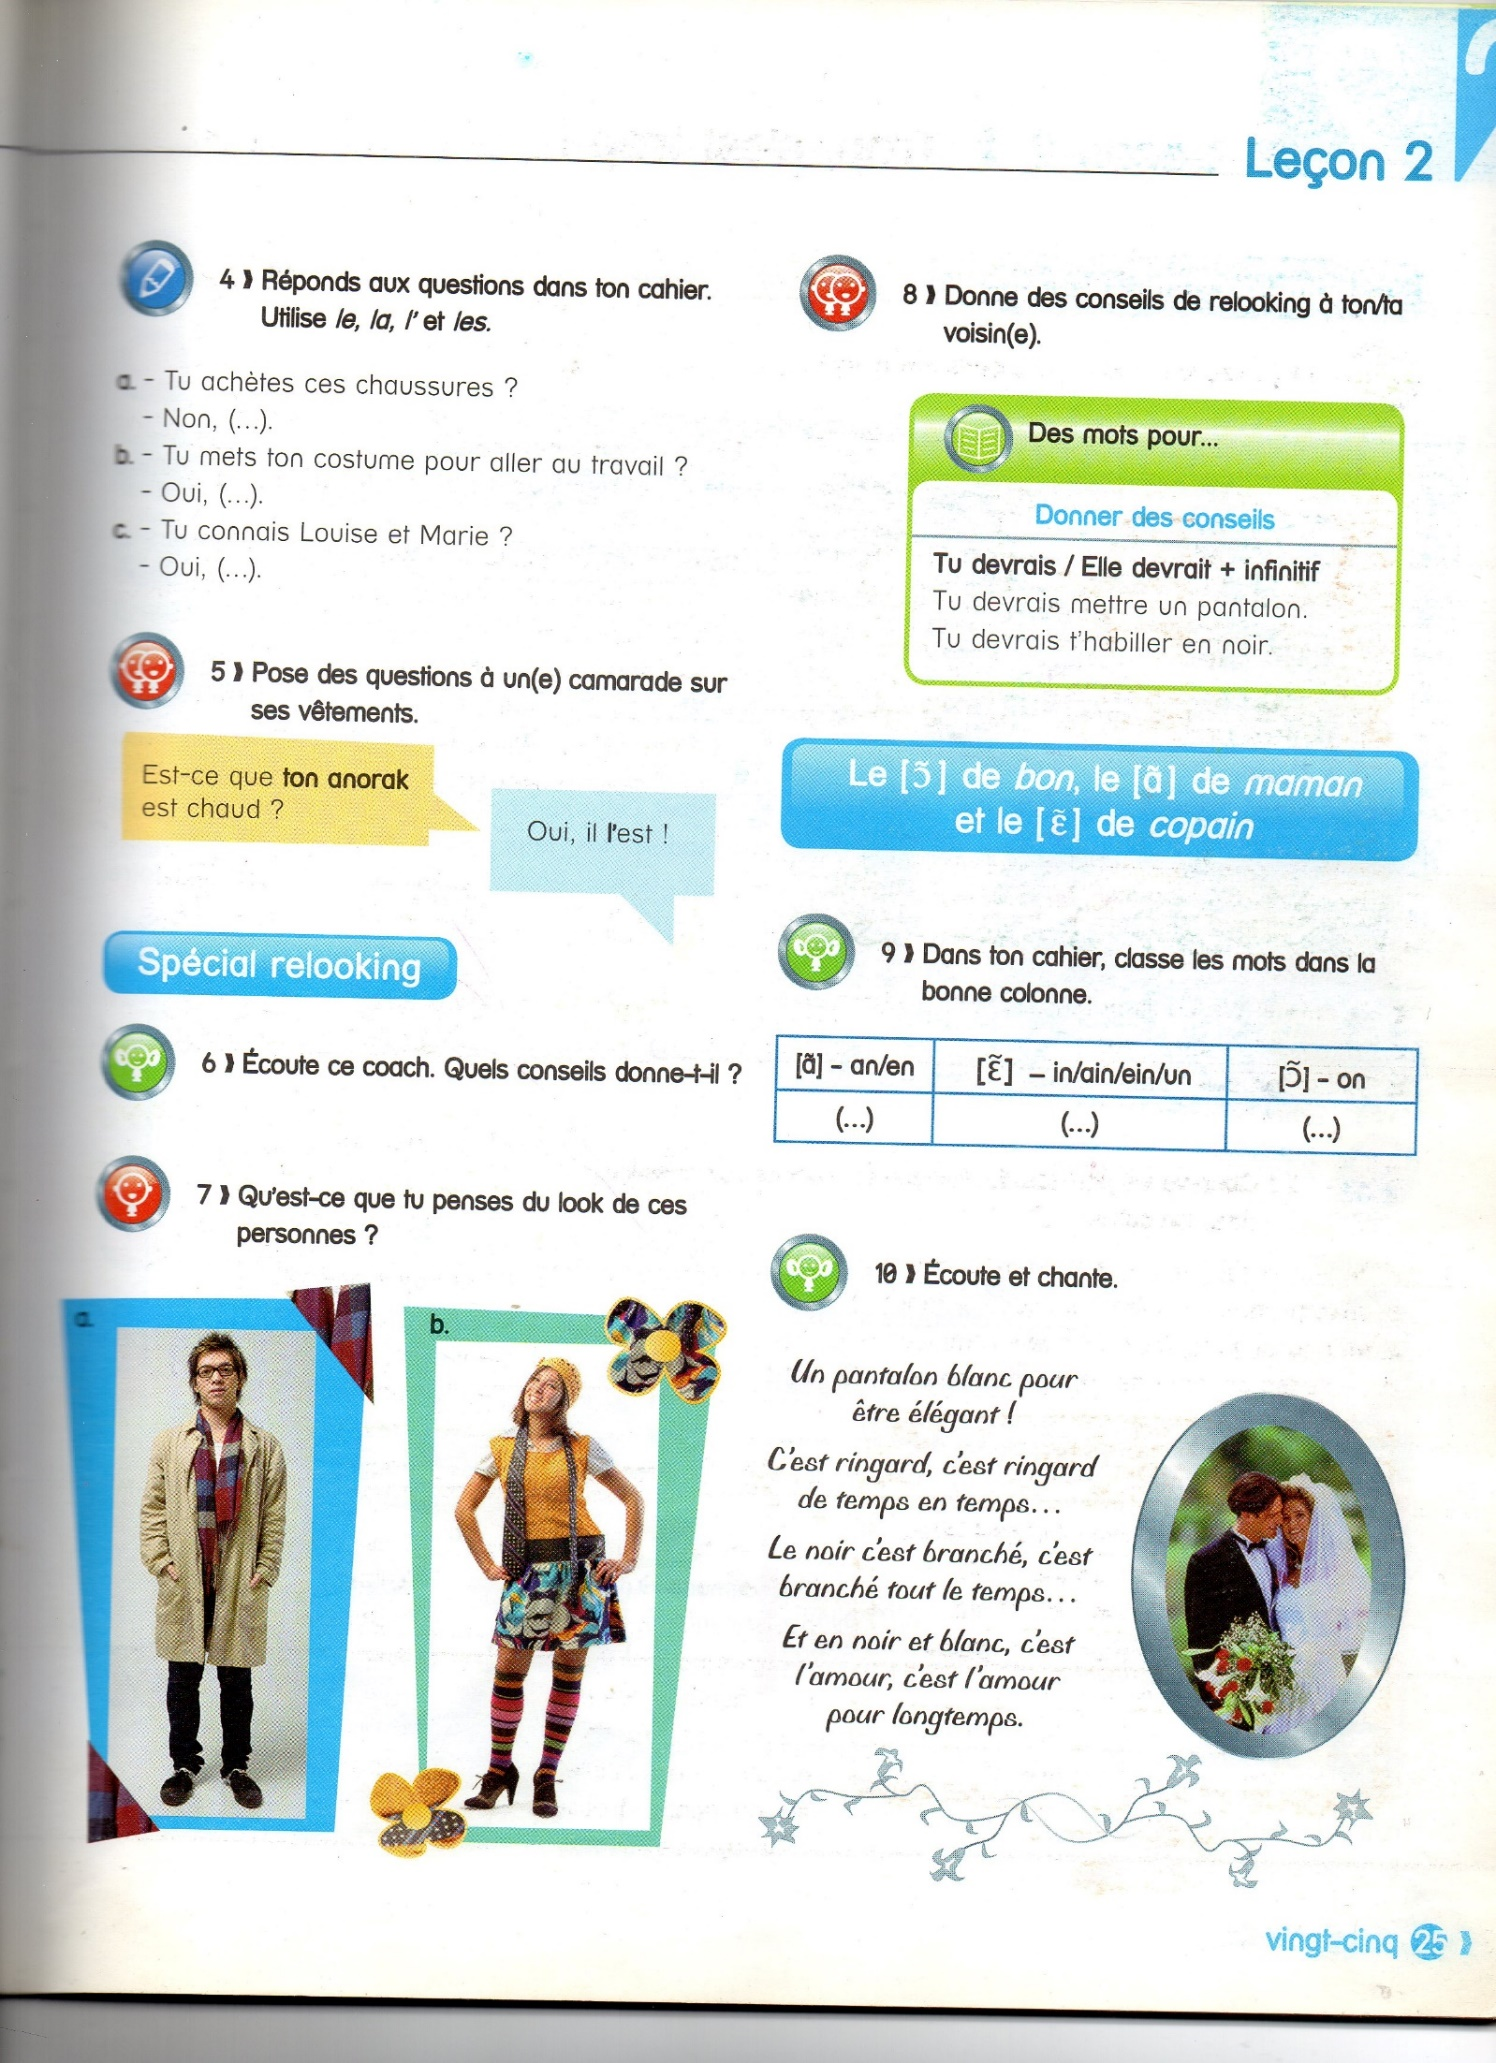 Leçon 2
4 Réponds aux questions dans ton cahier.
Utilise le, la, l' et les.
a. - Tu achètes ces chaussures ?
- Non, (...).
b. - Tu mets ton costume pour aller au travail ?
- Oui, (...).
c. - Tu connais Louise et Marie ?
- Oui, (...).
5 Pose des questions à un(e) camarade sur
ses vêtements.
Est-ce que ton anorak
est chaud ?
Oui, il l'est !
Spécial relooking
6 Écoute ce coach. Quels conseils donne-t-il ?
7 Qu'est-ce que tu penses du look de ces
personnes ?
a.
b.
8 Donne des conseils de relooking à ton/ta
voisin(e).
Des mots pour...
Donner des conseils
Tu devrais / Elle devrait + infinitif
Tu devrais mettre un pantalon.
Tu devrais t'habiller en noir.
Le [ɔ̃] de bon, le [ɑ̃] de maman
et le [ɛ̃] de copain
9 Dans ton cahier, classe les mots dans la
bonne colonne.
[ɑ̃] - an/en [ɛ̃] - in/ain/ein/un [ɔ̃] - on
(...) (...) (...)
10 Écoute et chante.
Un pantalon blanc pour
être élégant !
C'est ringard, c'est ringard
de temps en temps...
Le noir c'est branché, c'est
branché tout le temps...
Et en noir et blanc, c'est
l'amour, c'est l'amour
pour longtemps.
vingt-cinq 25